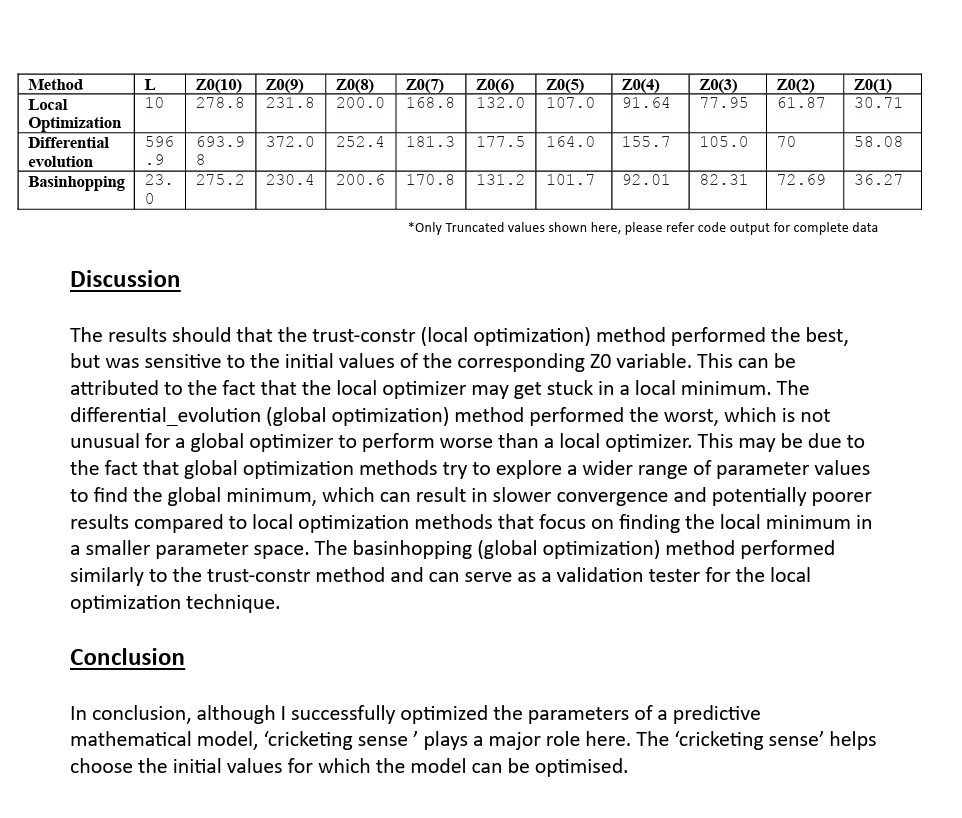 Method L Z0(10) Z0(9) Z0(8) Z0(7) Z0(6) Z0(5) Z0(4) Z0(3) Z0(2) Z0(1)
Local Optimization 10 278.8 231.8 200.0 168.8 132.0 107.0 91.64 77.95 61.87 30.71
Differential evolution 596.9 693.98 372.0 252.4 181.3 177.5 164.0 155.7 105.0 70 58.08
Basinhopping 23.0 275.2 230.4 200.6 170.8 131.2 101.7 92.01 82.31 72.69 36.27
*Only Truncated values shown here, please refer code output for complete data
Discussion
The results should that the trust-constr (local optimization) method performed the best,
but was sensitive to the initial values of the corresponding Z0 variable. This can be
attributed to the fact that the local optimizer may get stuck in a local minimum. The
differential_evolution (global optimization) method performed the worst, which is not
unusual for a global optimizer to perform worse than a local optimizer. This may be due to
the fact that global optimization methods try to explore a wider range of parameter values
to find the global minimum, which can result in slower convergence and potentially poorer
results compared to local optimization methods that focus on finding the local minimum in
a smaller parameter space. The basinhopping (global optimization) method performed
similarly to the trust-constr method and can serve as a validation tester for the local
optimization technique.
Conclusion
In conclusion, although I successfully optimized the parameters of a predictive
mathematical model, ‘cricketing sense ’ plays a major role here. The ‘cricketing sense’ helps
choose the initial values for which the model can be optimised.